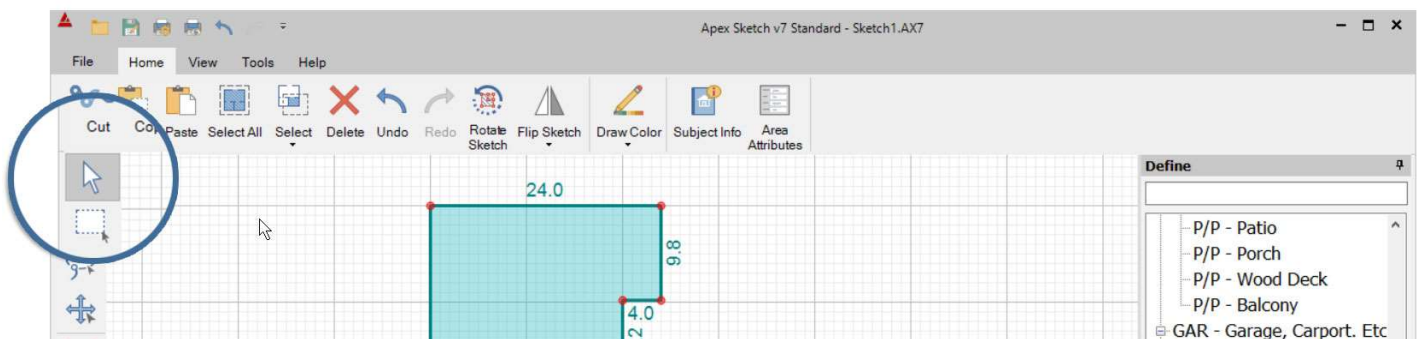 Apex Sketch v7 Standard - Sketch1.AX7
File Home View Tools Help
Cut Paste Select All Select Delete Undo Redo Rotate Sketch Flip Sketch Draw Color Subject Info Area Attributes
Define
24.0
9.8
4.0
2
P/P - Patio
P/P - Porch
P/P - Wood Deck
P/P - Balcony
GAR - Garage, Carport. Etc